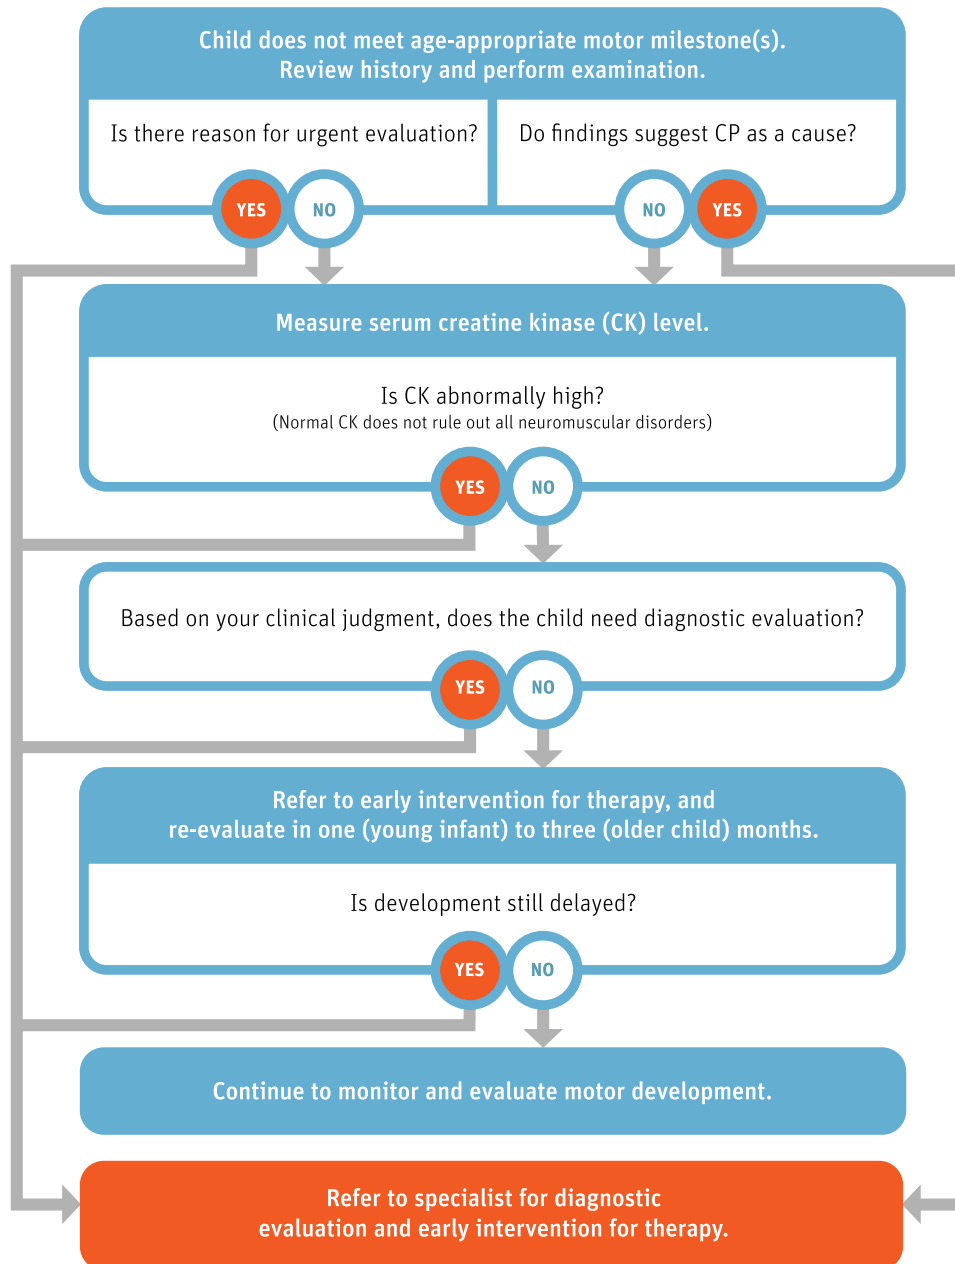 Child does not meet age-appropriate motor milestone(s).
Review history and perform examination.
Is there reason for urgent evaluation?
YES
NO
Do findings suggest CP as a cause?
NO
YES
Measure serum creatine kinase (CK) level.
Is CK abnormally high?
(Normal CK does not rule out all neuromuscular disorders)
YES
NO
Based on your clinical judgment, does the child need diagnostic evaluation?
YES
NO
Refer to early intervention for therapy, and
re-evaluate in one (young infant) to three (older child) months.
Is development still delayed?
YES
NO
Continue to monitor and evaluate motor development.
Refer to specialist for diagnostic
evaluation and early intervention for therapy.